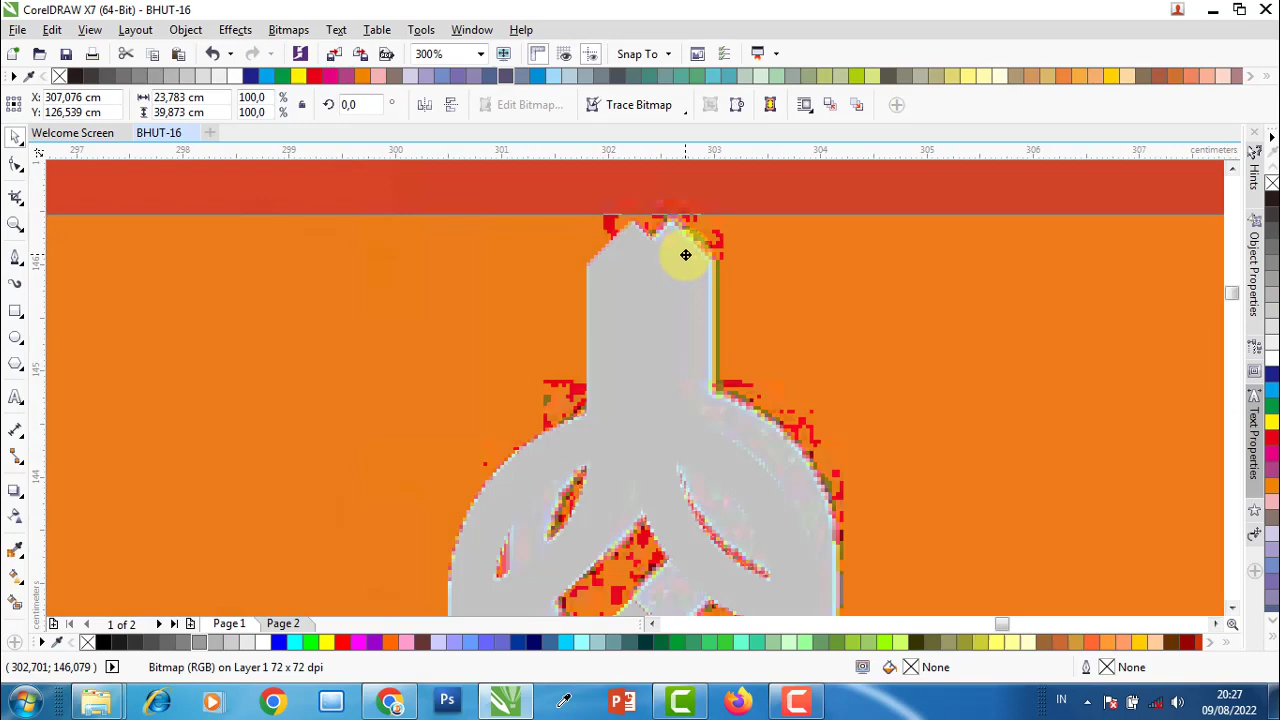 CorelDRAW X7 (64-Bit) - BHUT-16
File Edit View Layout Object Effects Bitmaps Text Table Tools Window Help
300% Snap To
X: 307,076 cm 23,783 cm 100,0 % 0,0 ° Edit Bitmap... Trace Bitmap
Y: 126,539 cm 39,873 cm 100,0 %
Welcome Screen BHUT-16
297 298 299 300 301 302 303 304 305 306 307 centimeters
146
145
144
centimeters
Hints
Object Properties
Text Properties
1 of 2 Page 1 Page 2
( 302,701; 146,079 ) Bitmap (RGB) on Layer 1 72 x 72 dpi None None
Ps
IN 20:27
09/08/2022